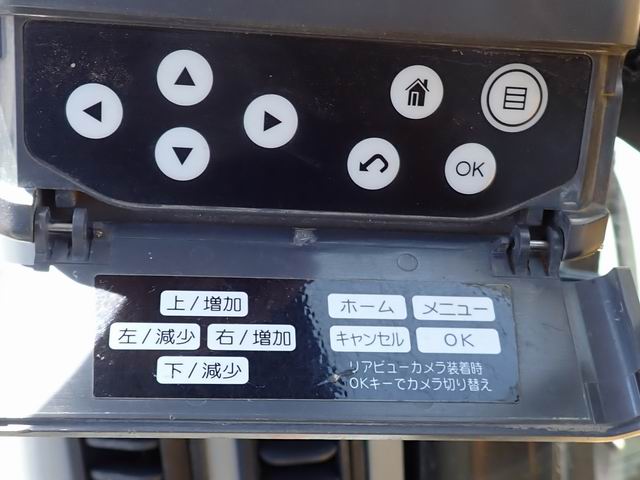 OK
上/増加
左/減少 右/増加
下/減少
ホーム メニュー
キャンセル OK
リアビューカメラ装着時
OKキーでカメラ切り替え